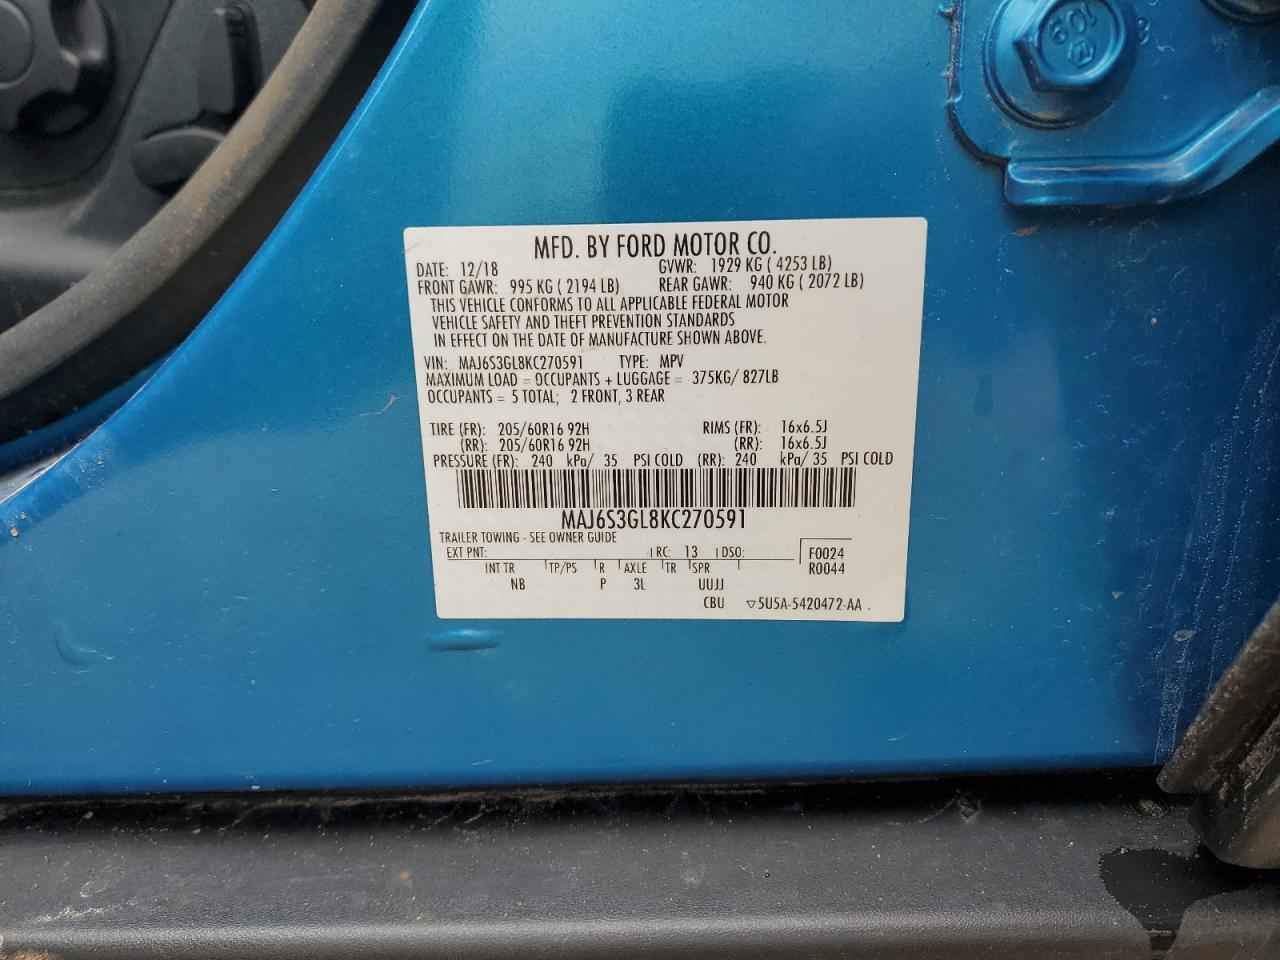 109
MFD. BY FORD MOTOR CO.
DATE: 12/18 GVWR: 1929 KG ( 4253 LB)
FRONT GAWR: 995 KG ( 2194 LB) REAR GAWR: 940 KG ( 2072 LB)
THIS VEHICLE CONFORMS TO ALL APPLICABLE FEDERAL MOTOR
VEHICLE SAFETY AND THEFT PREVENTION STANDARDS
IN EFFECT ON THE DATE OF MANUFACTURE SHOWN ABOVE.
VIN: MAJ6S3GL8KC270591 TYPE: MPV
MAXIMUM LOAD = OCCUPANTS + LUGGAGE = 375KG/ 827LB
OCCUPANTS = 5 TOTAL; 2 FRONT, 3 REAR
TIRE (FR): 205/60R16 92H RIMS (FR): 16x6.5J
(RR): 205/60R16 92H (RR): 16x6.5J
PRESSURE (FR): 240 kPa/ 35 PSI COLD (RR): 240 kPa/ 35 PSI COLD
MAJ6S3GL8KC270591
TRAILER TOWING - SEE OWNER GUIDE
EXT PNT: RC: 13 DSO: F0024
INT TR TP/PS R AXLE TR SPR R0044
NB P 3L UUJJ
CBU ▽5U5A-5420472-AA .